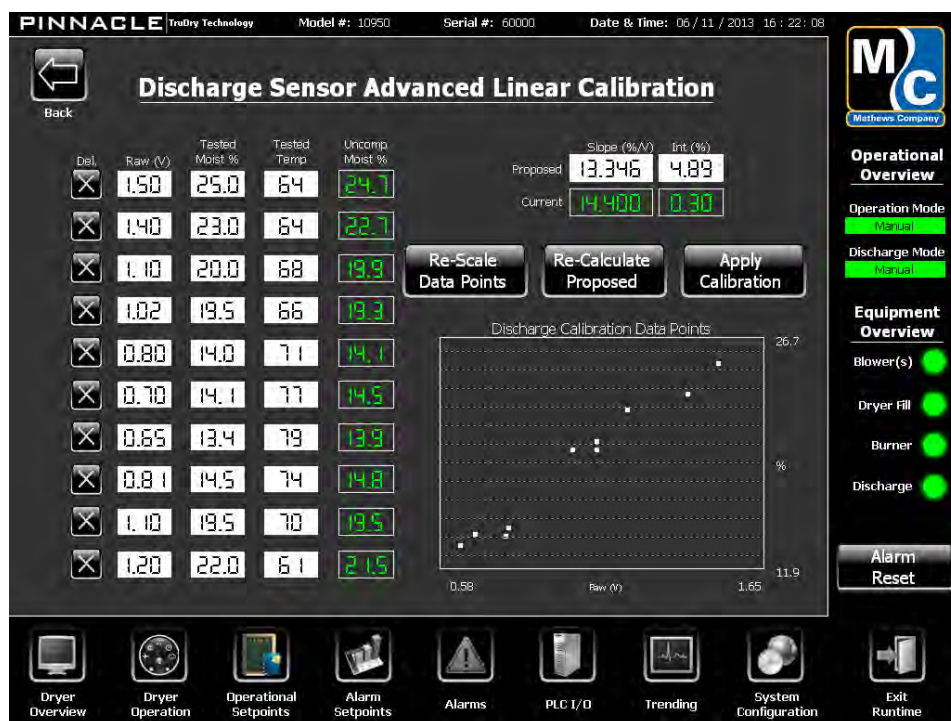 PINNACLE TruDry Technology Model #: 10950 Serial #: 60000 Date & Time: 06/11/2013 16:22:08
Back
Discharge Sensor Advanced Linear Calibration
Del. Raw (V) Tested Moist % Tested Temp Uncomp Moist %
X 1.50 25.0 64 24.7
X 1.40 23.0 64 22.7
X 1.10 20.0 68 19.9
X 1.02 19.5 66 19.3
X 0.80 14.0 71 14.1
X 0.70 14.1 77 14.5
X 0.65 13.4 79 13.9
X 0.81 14.5 74 14.8
X 1.10 19.5 70 19.5
X 1.20 22.0 61 21.5
Slope (%/V) Int (%)
Proposed 13.346 4.89
Current 14.400 0.30
Re-Scale Data Points
Re-Calculate Proposed
Apply Calibration
Discharge Calibration Data Points
26.7
%
11.9
0.58 Raw (V) 1.65
MC
Mathews Company
Operational
Overview
Operation Mode
Manual
Discharge Mode
Manual
Equipment
Overview
Blower(s)
Dryer Fill
Burner
Discharge
Alarm
Reset
Dryer Overview
Dryer Operation
Operational Setpoints
Alarm Setpoints
Alarms
PLC I/O
Trending
System Configuration
Exit Runtime